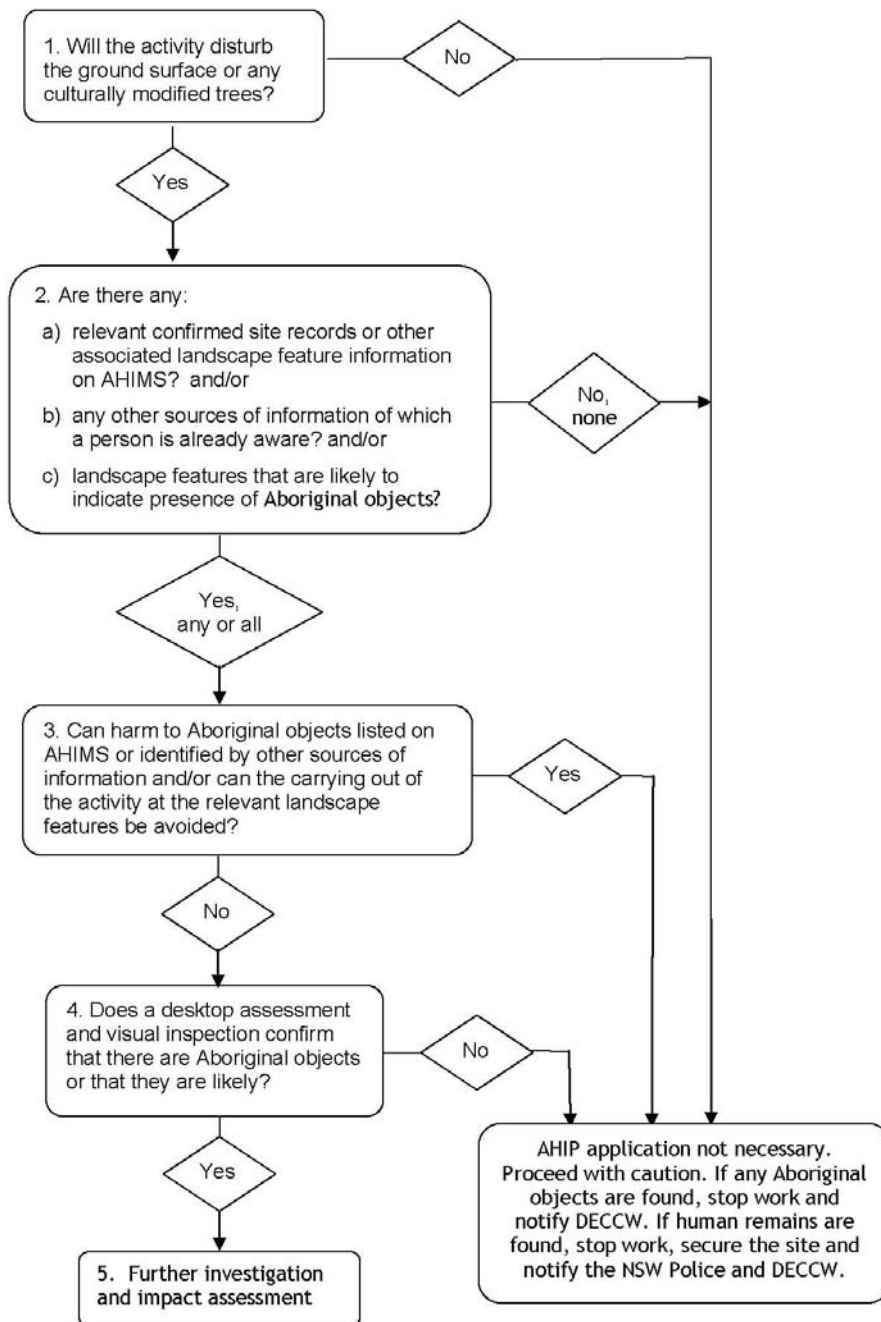 1. Will the activity disturb
the ground surface or any
culturally modified trees?
No
Yes
2. Are there any:
a) relevant confirmed site records or other
associated landscape feature information
on AHIMS? and/or
b) any other sources of information of which
a person is already aware? and/or
c) landscape features that are likely to
indicate presence of Aboriginal objects?
No,
none
Yes,
any or all
3. Can harm to Aboriginal objects listed on
AHIMS or identified by other sources of
information and/or can the carrying out of
the activity at the relevant landscape
features be avoided?
Yes
No
4. Does a desktop assessment
and visual inspection confirm
that there are Aboriginal objects
or that they are likely?
No
Yes
AHIP application not necessary.
Proceed with caution. If any Aboriginal
objects are found, stop work and
notify DECCW. If human remains are
found, stop work, secure the site and
notify the NSW Police and DECCW.
5. Further investigation
and impact assessment